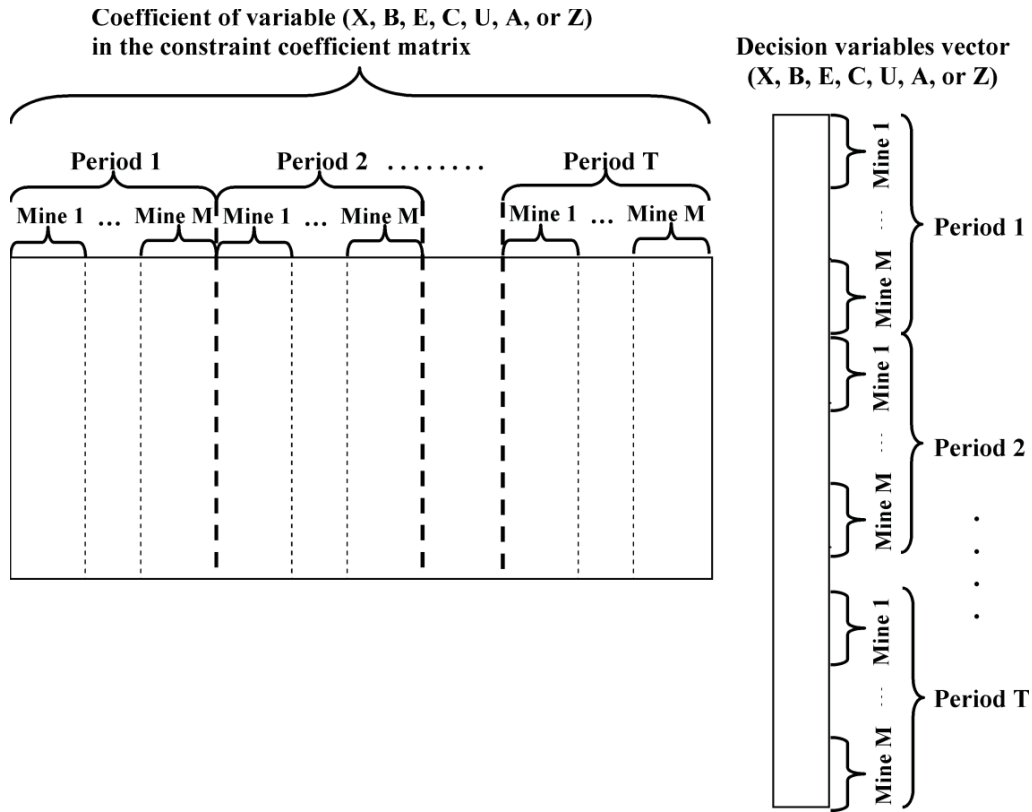 Coefficient of variable (X, B, E, C, U, A, or Z)
in the constraint coefficient matrix
Period 1
Period 2 ........
Period T
Mine 1 ... Mine M
Mine 1 ... Mine M
Mine 1 ... Mine M
Decision variables vector
(X, B, E, C, U, A, or Z)
Mine 1
...
Mine M
Period 1
Mine 1
...
Mine M
Period 2
. . . .
Mine 1
...
Mine M
Period T